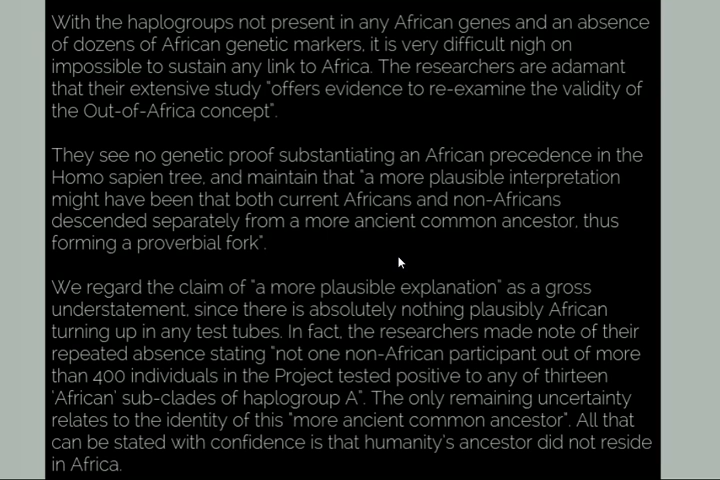 With the haplogroups not present in any African genes and an absence
of dozens of African genetic markers, it is very difficult nigh on
impossible to sustain any link to Africa. The researchers are adamant
that their extensive study "offers evidence to re-examine the validity of
the Out-of-Africa concept".
They see no genetic proof substantiating an African precedence in the
Homo sapien tree, and maintain that "a more plausible interpretation
might have been that both current Africans and non-Africans
descended separately from a more ancient common ancestor, thus
forming a proverbial fork".
We regard the claim of "a more plausible explanation" as a gross
understatement, since there is absolutely nothing plausibly African
turning up in any test tubes. In fact, the researchers made note of their
repeated absence stating "not one non-African participant out of more
than 400 individuals in the Project tested positive to any of thirteen
'African' sub-clades of haplogroup A". The only remaining uncertainty
relates to the identity of this "more ancient common ancestor". All that
can be stated with confidence is that humanity's ancestor did not reside
in Africa.